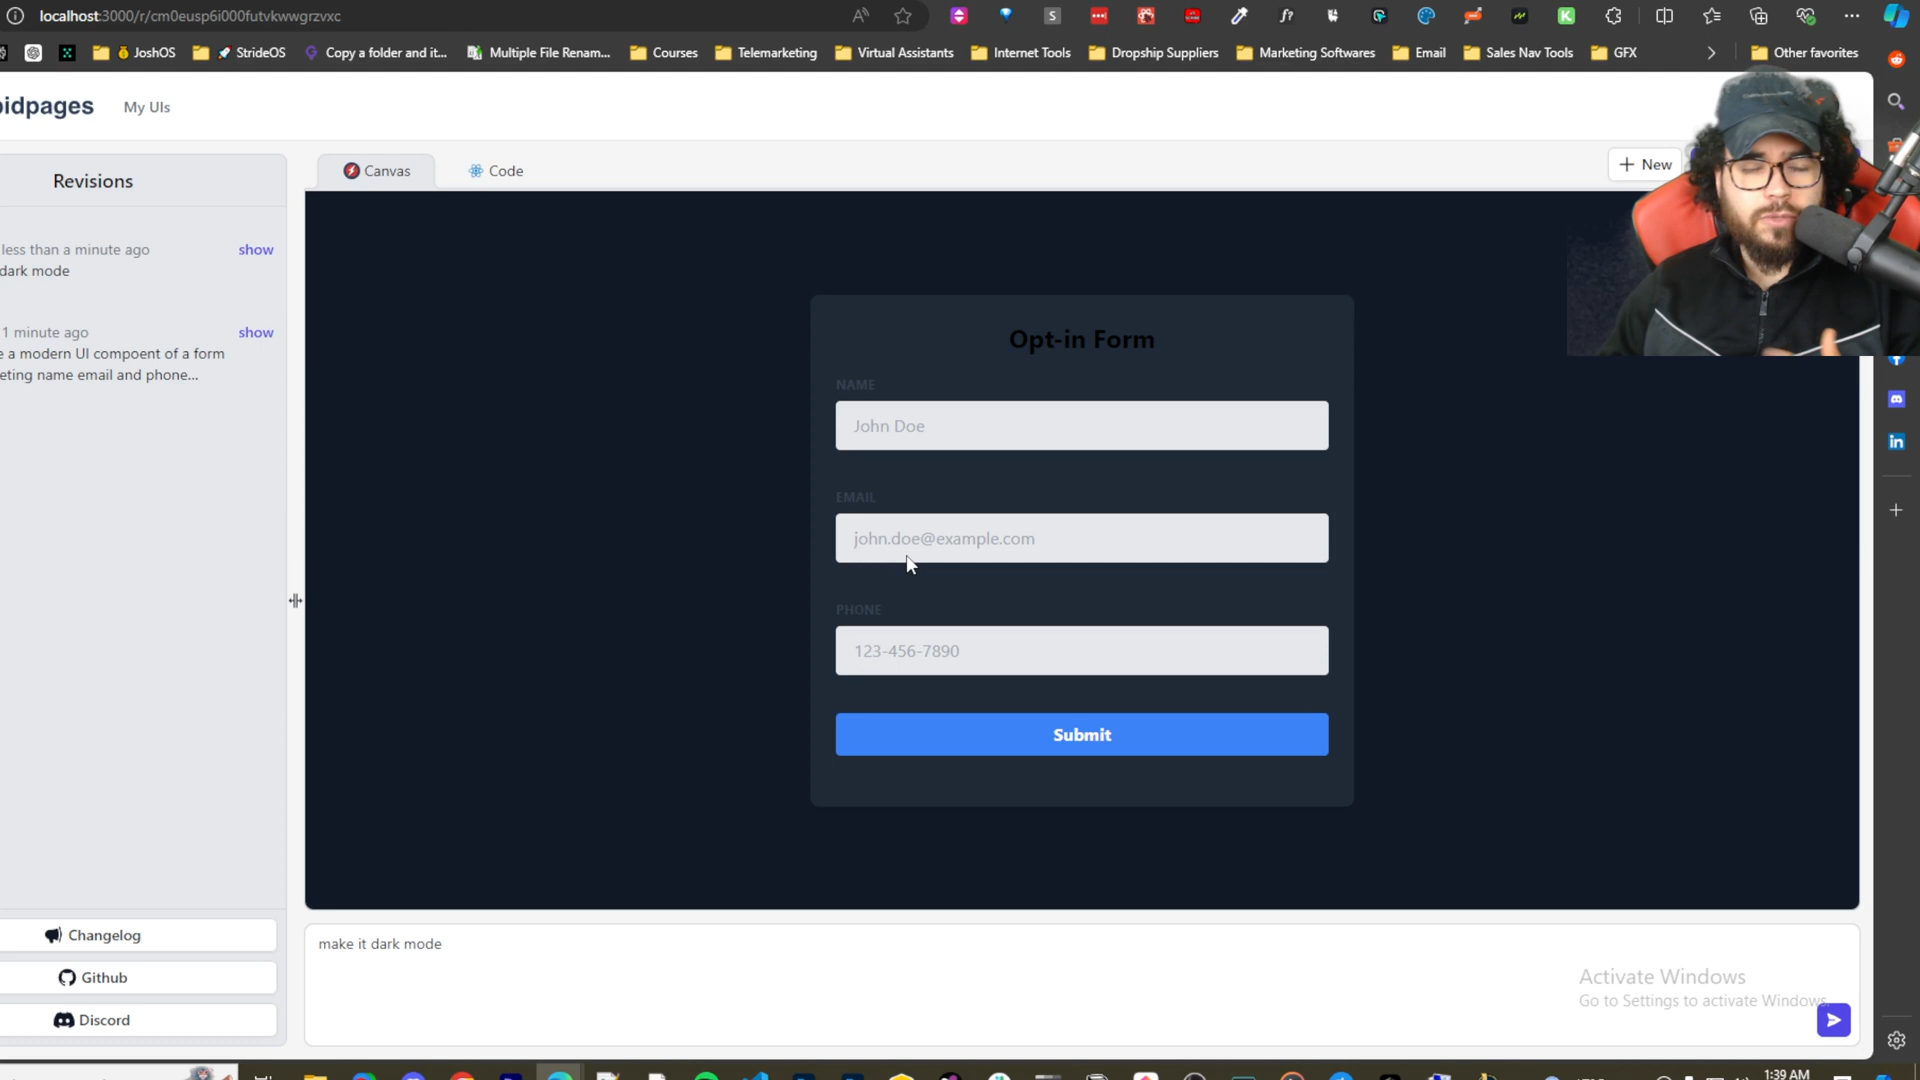 localhost:3000/r/cm0eusp6i000futvkwwgrzvxc
JoshOS
StrideOS
Copy a folder and it...
Multiple File Renam...
Courses
Telemarketing
Virtual Assistants
Internet Tools
Dropship Suppliers
Marketing Softwares
Email
Sales Nav Tools
GFX
Other favorites
idpages
My UIs
Revisions
Canvas
Code
New
less than a minute ago
show
dark mode
1 minute ago
show
e a modern UI compoent of a form
eting name email and phone...
Opt-in Form
NAME
John Doe
EMAIL
john.doe@example.com
PHONE
123-456-7890
Submit
Changelog
Github
Discord
make it dark mode
Activate Windows
Go to Settings to activate Windows.
1:39 AM